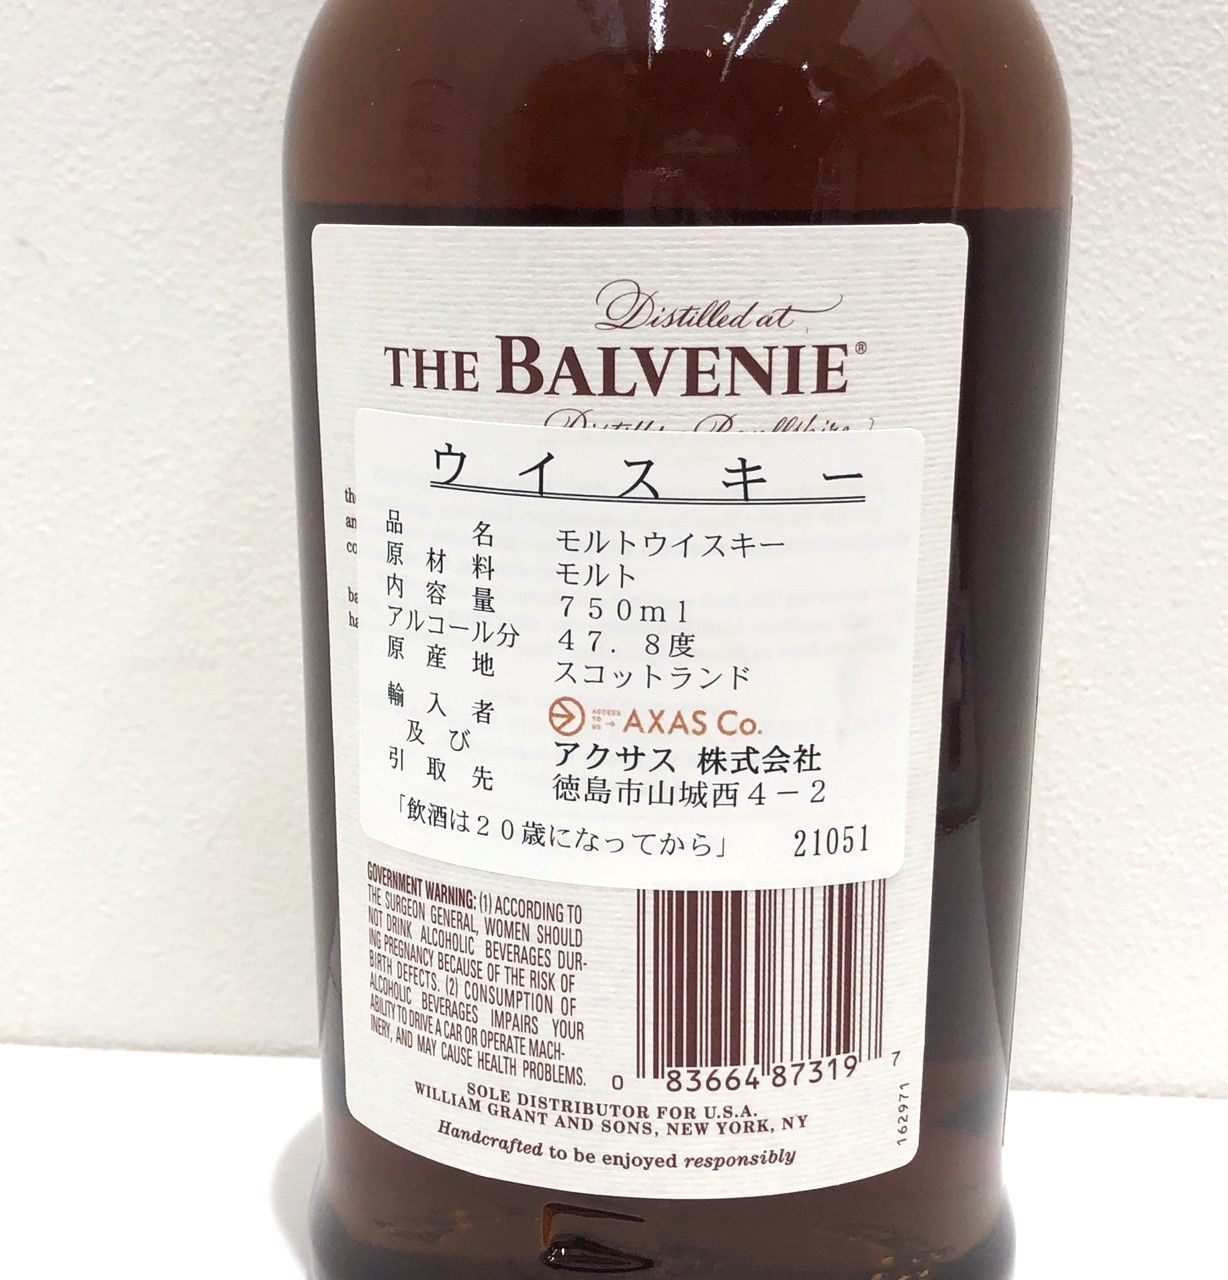 Distilled at
THE BALVENIE®
ウイスキー
品名 モルトウイスキー
原材料 モルト
内容量 750ml
アルコール分 47.8度
原産地 スコットランド
輸入者 ACCESS TO US → AXAS Co.
及び アクサス 株式会社
引取先 徳島市山城西4-2
「飲酒は20歳になってから」 21051
GOVERNMENT WARNING: (1) ACCORDING TO
THE SURGEON GENERAL, WOMEN SHOULD
NOT DRINK ALCOHOLIC BEVERAGES DUR-
ING PREGNANCY BECAUSE OF THE RISK OF
BIRTH DEFECTS. (2) CONSUMPTION OF
ALCOHOLIC BEVERAGES IMPAIRS YOUR
ABILITY TO DRIVE A CAR OR OPERATE MACH-
INERY, AND MAY CAUSE HEALTH PROBLEMS.
0 83664 87319 7
162971
SOLE DISTRIBUTOR FOR U.S.A.
WILLIAM GRANT AND SONS, NEW YORK, NY
Handcrafted to be enjoyed responsibly